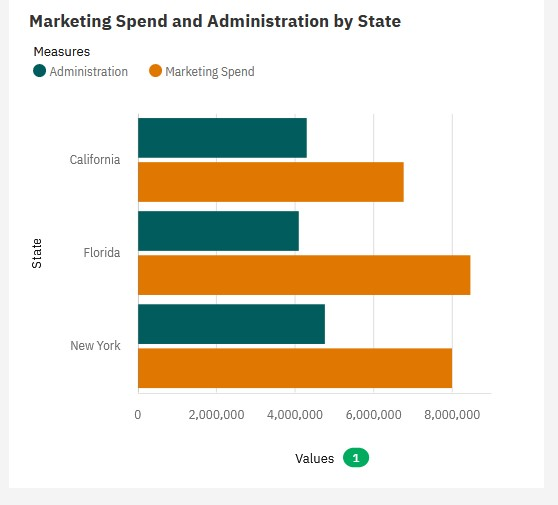 Marketing Spend and Administration by State
Measures
Administration Marketing Spend
California
Florida
New York
State
0 2,000,000 4,000,000 6,000,000 8,000,000
Values 1